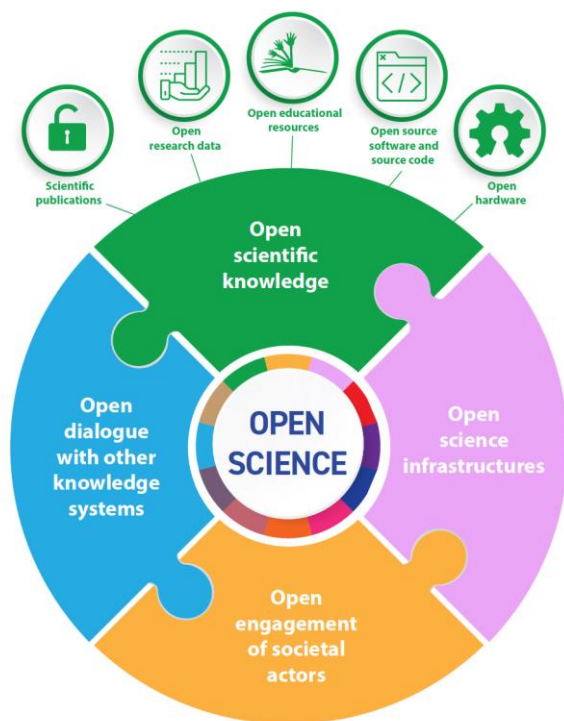 Scientific
publications
Open
research data
Open educational
resources
Open source
software and
source code
Open
hardware
Open
scientific
knowledge
Open
dialogue
with other
knowledge
systems
OPEN
SCIENCE
Open
science
infrastructures
Open
engagement
of societal
actors